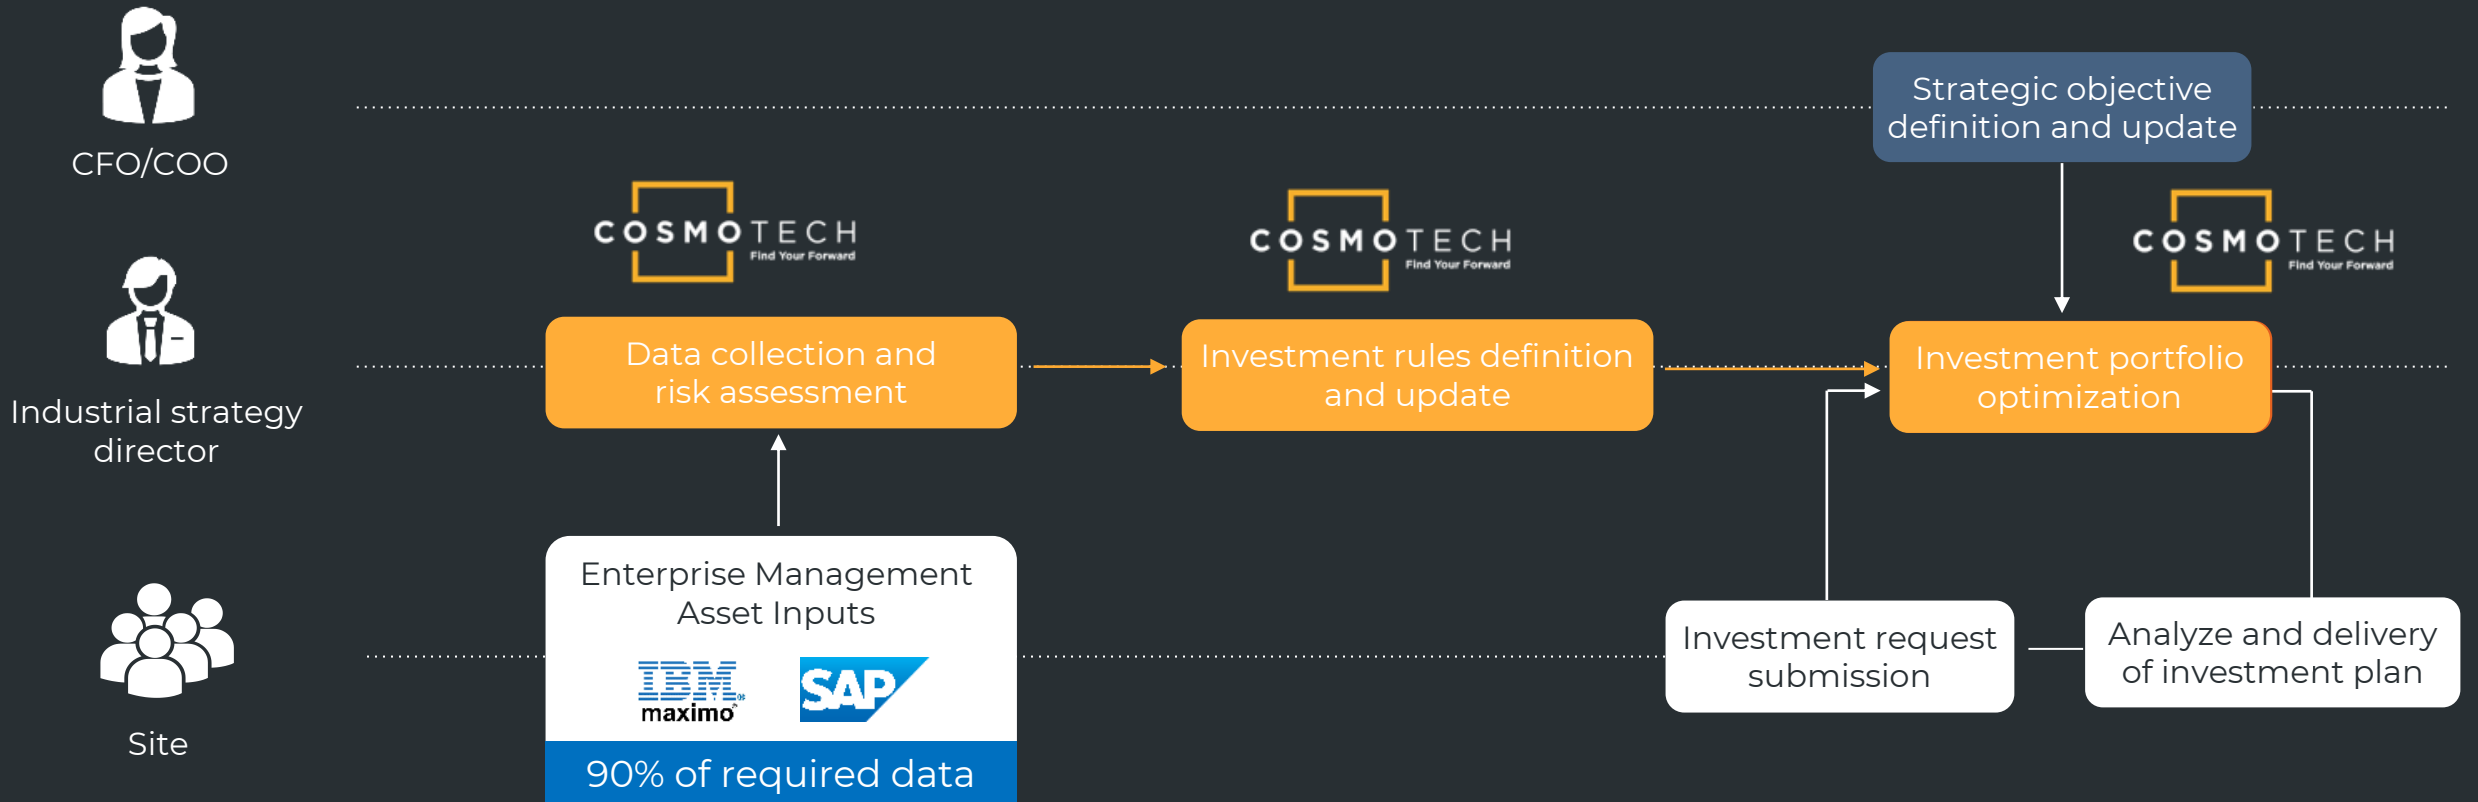 CFO/COO
Strategic objective
definition and update
COSMOTECH
Find Your Forward
COSMOTECH
Find Your Forward
COSMOTECH
Find Your Forward
Industrial strategy
director
Data collection and
risk assessment
Investment rules definition
and update
Investment portfolio
optimization
Site
Enterprise Management
Asset Inputs
IBM®
maximo
SAP
90% of required data
Investment request
submission
Analyze and delivery
of investment plan